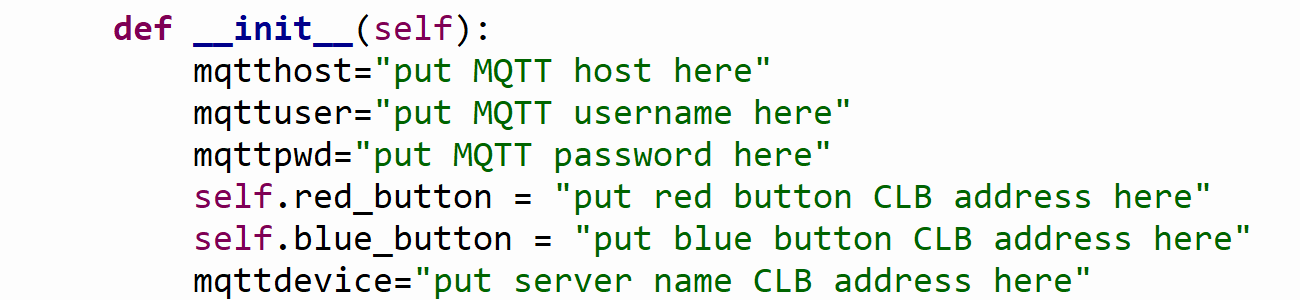 def __init__(self):
mqtthost="put MQTT host here"
mqttuser="put MQTT username here"
mqttpwd="put MQTT password here"
self.red_button = "put red button CLB address here"
self.blue_button = "put blue button CLB address here"
mqttdevice="put server name CLB address here"